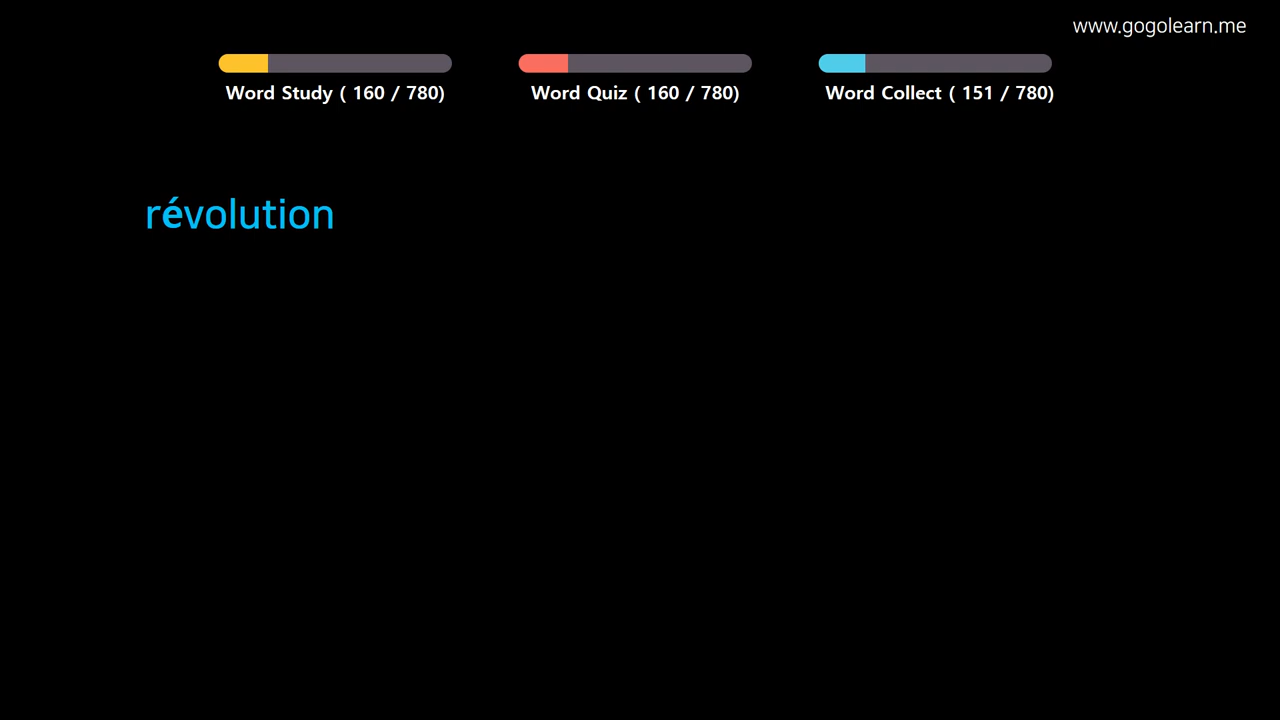 www.gogolearn.me
Word Study ( 160 / 780)
Word Quiz ( 160 / 780)
Word Collect ( 151 / 780)
révolution